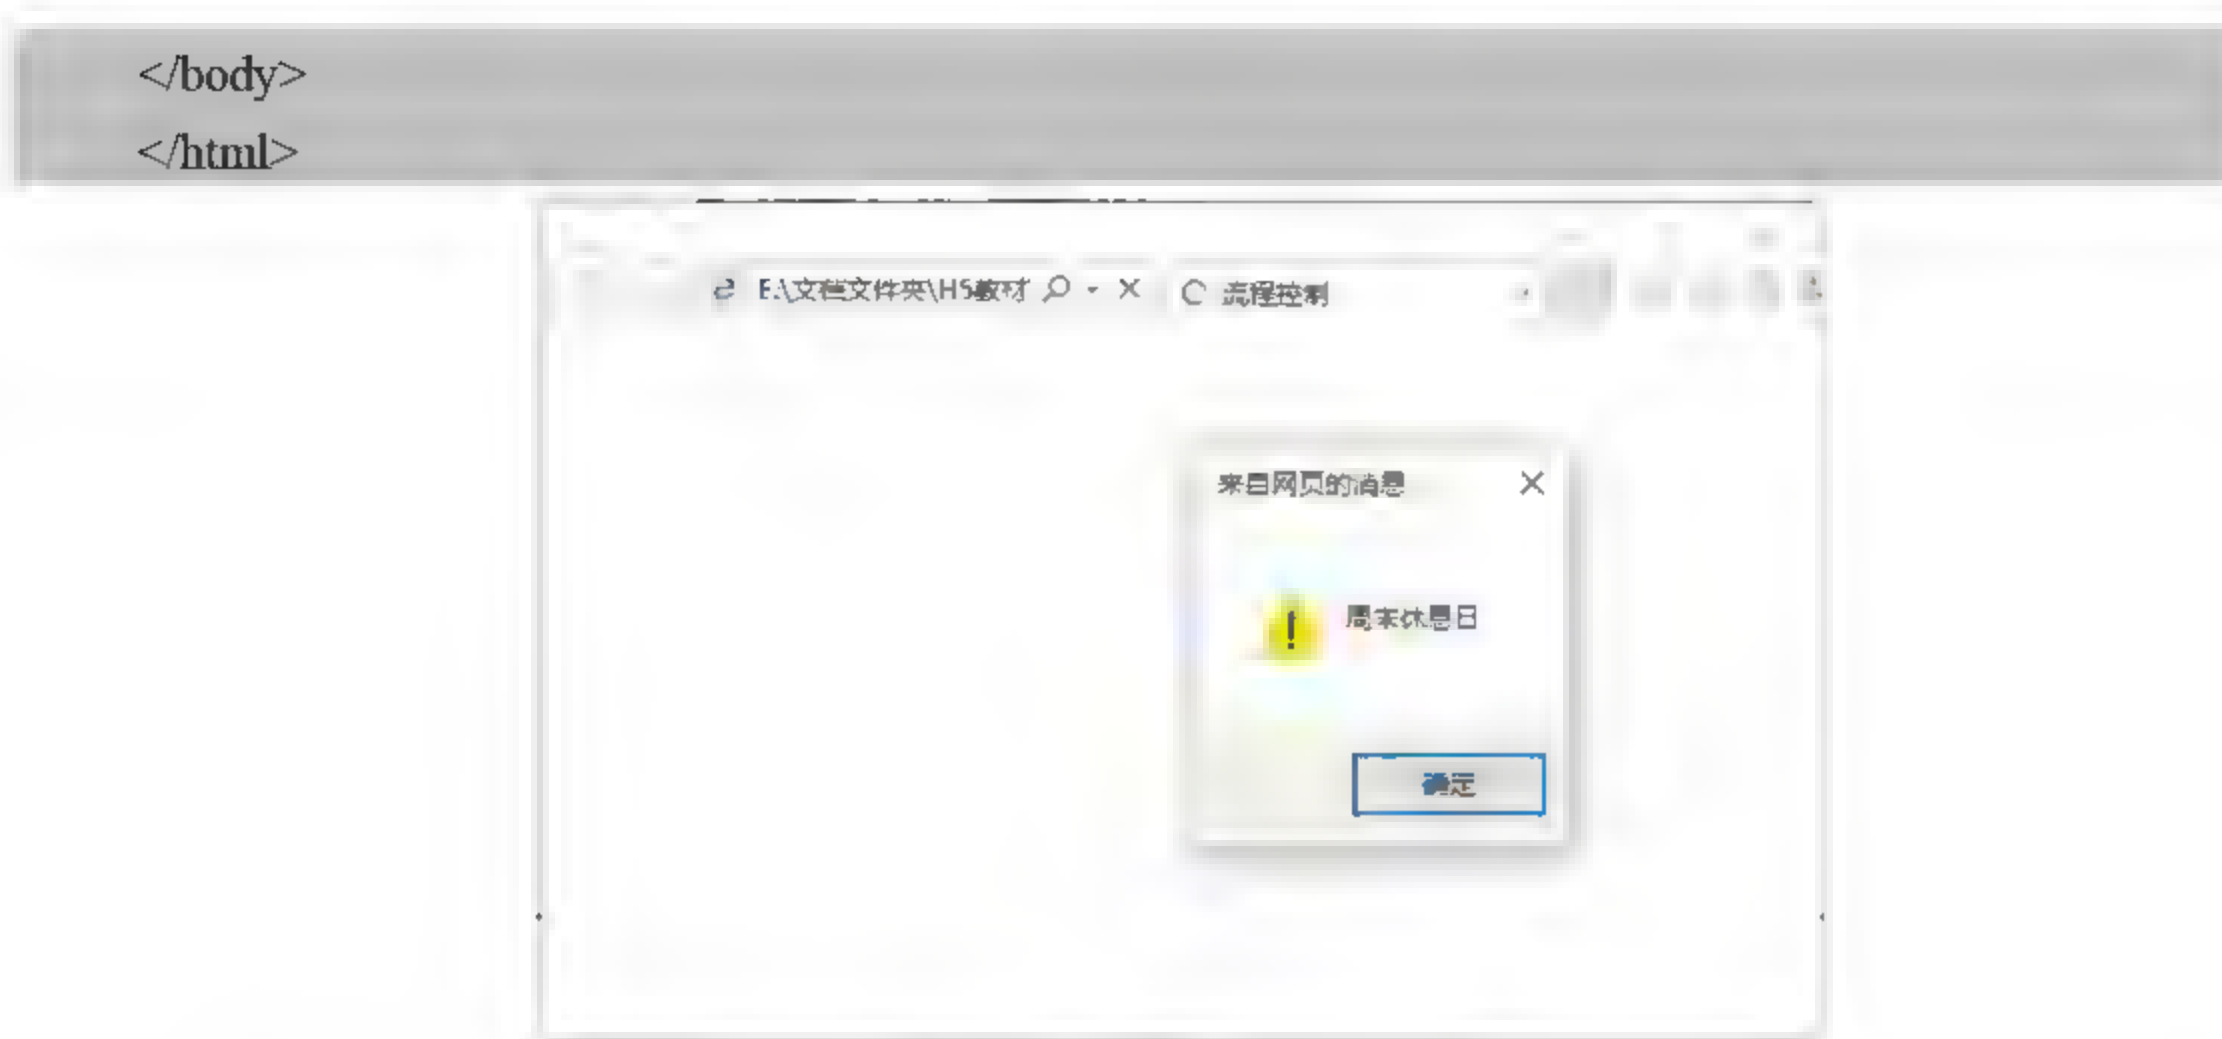 </body>
</html>
E:\文档文件夹\H5教材
流程控制
来自网页的消息
周末休息日
确定